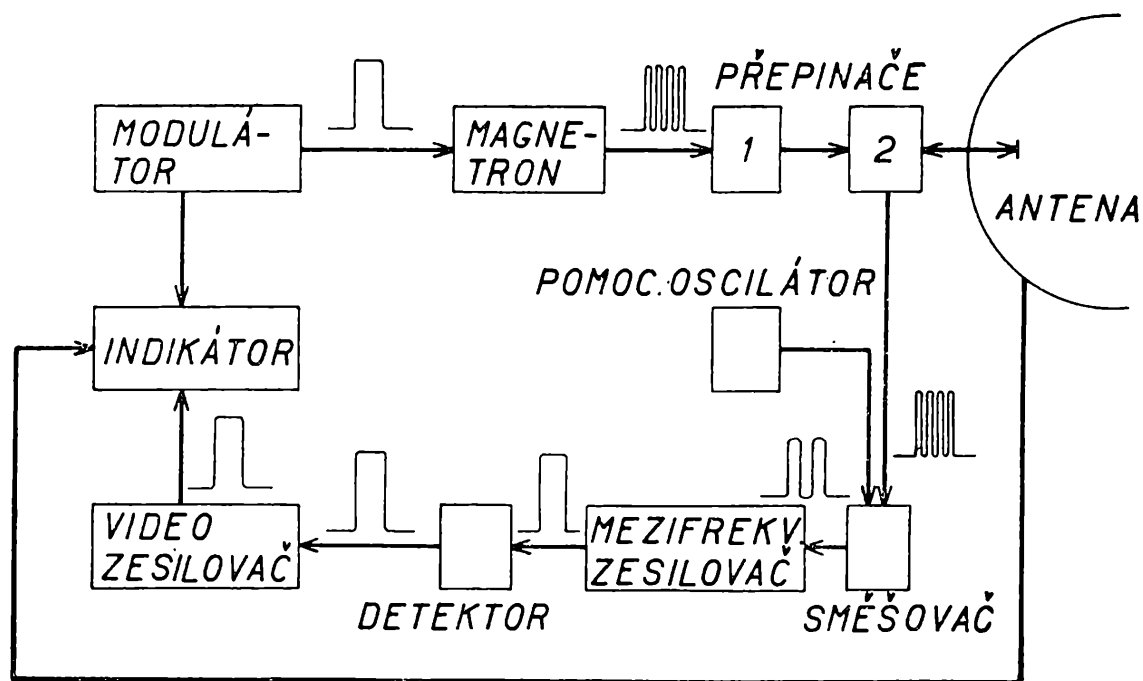 PŘEPINAČE
MODULÁ-
TOR
MAGNE-
TRON
1
2
ANTENA
POMOC.OSCILÁTOR
INDIKÁTOR
VIDEO
ZESILOVAČ
MEZIFREKV.
ZESILOVAČ
DETEKTOR
SMĚŠOVAČ